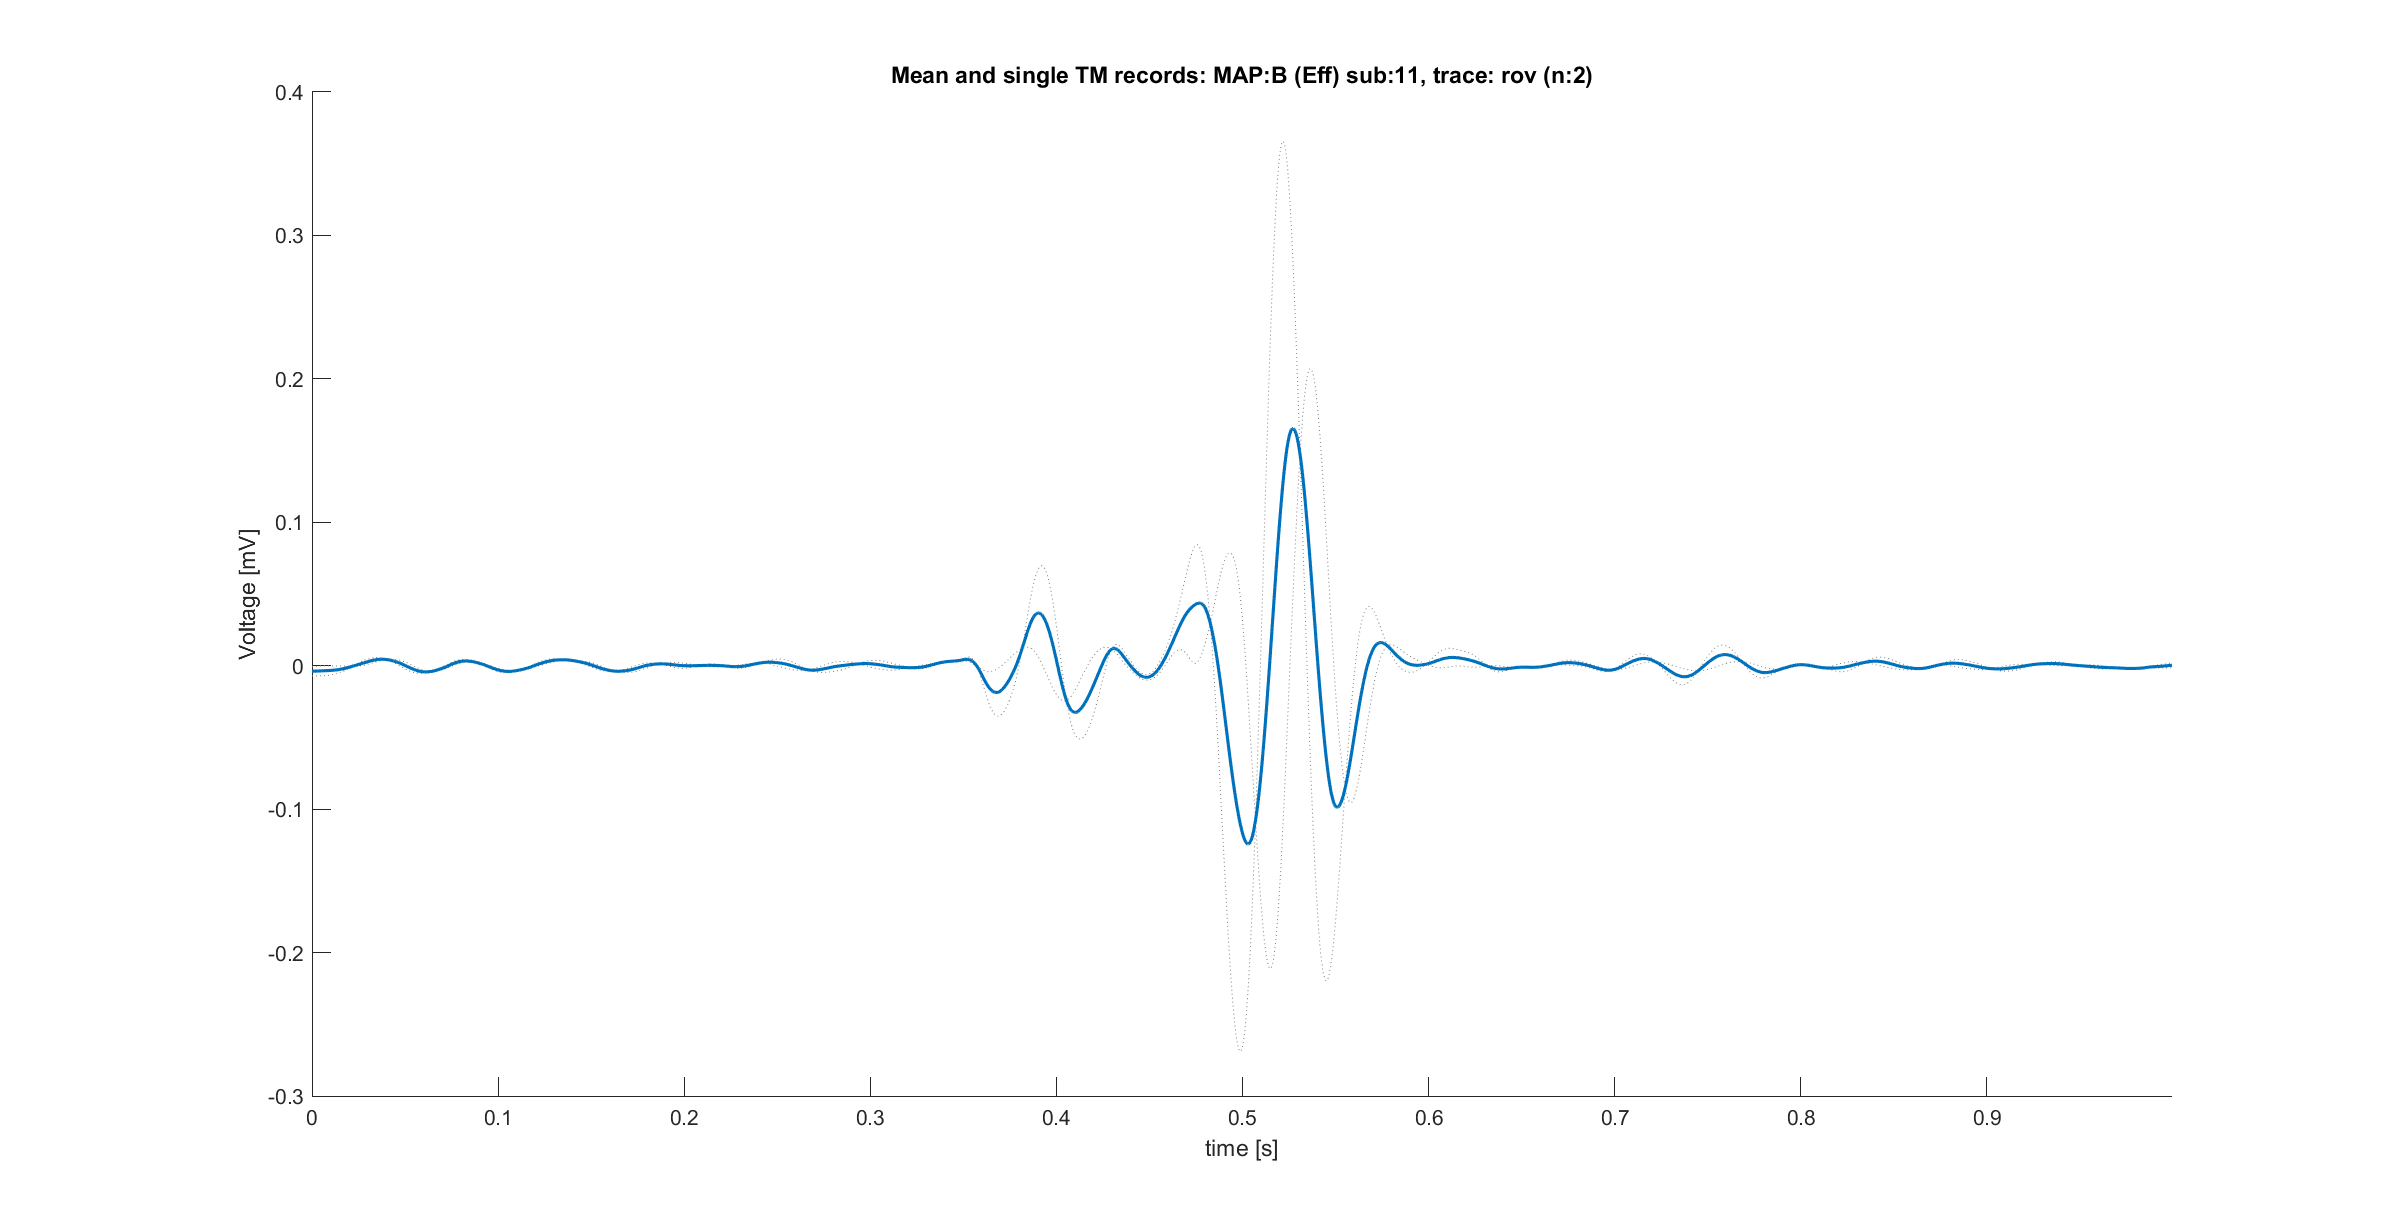 Mean and single TM records: MAP:B (Eff) sub:11, trace: rov (n:2)
0.4
0.3
0.2
0.1
0
-0.1
-0.2
-0.3
Voltage [mV]
0 0.1 0.2 0.3 0.4 0.5 0.6 0.7 0.8 0.9
time [s]